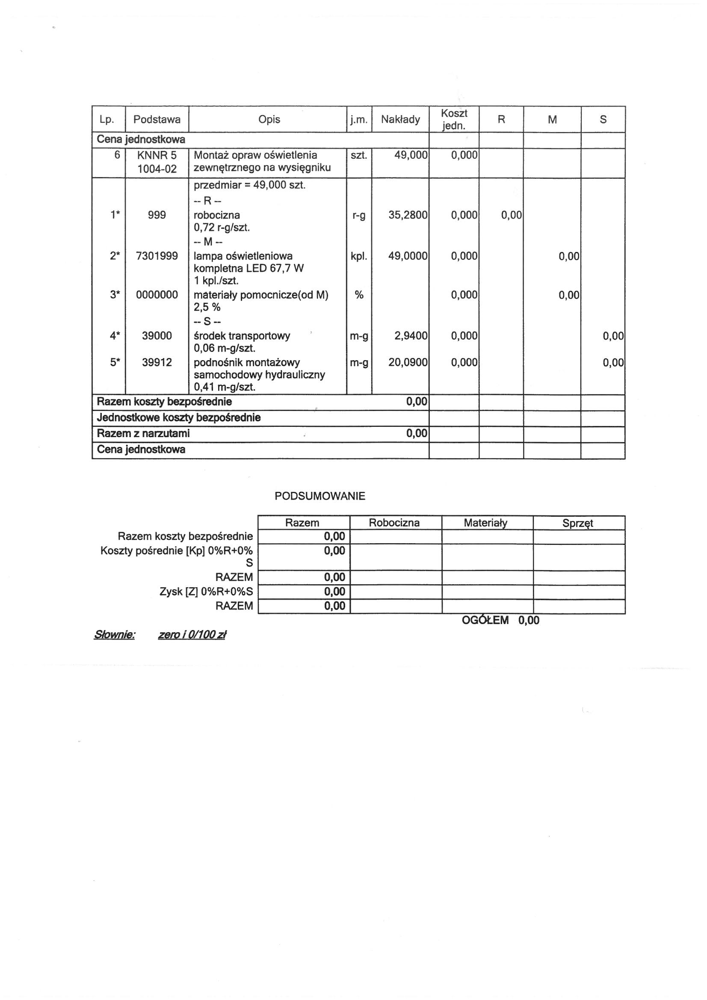 Lp. Podstawa Opis j.m. Nakłady Koszt jedn. R M S
Cena jednostkowa
6 KNNR 5 Montaż opraw oświetlenia szt. 49,000 0,000
1004-02 zewnętrznego na wysięgniku
przedmiar = 49,000 szt.
-- R --
1* 999 robocizna r-g 35,2800 0,000 0,00
0,72 r-g/szt.
-- M --
2* 7301999 lampa oświetleniowa kpl. 49,0000 0,000 0,00
kompletna LED 67,7 W
1 kpl./szt.
3* 0000000 materiały pomocnicze(od M) % 0,000 0,00
2,5 %
-- S --
4* 39000 środek transportowy m-g 2,9400 0,000 0,00
0,06 m-g/szt.
5* 39912 podnośnik montażowy m-g 20,0900 0,000 0,00
samochodowy hydrauliczny
0,41 m-g/szt.
Razem koszty bezpośrednie 0,00
Jednostkowe koszty bezpośrednie
Razem z narzutami 0,00
Cena jednostkowa
PODSUMOWANIE
Razem Robocizna Materiały Sprzęt
Razem koszty bezpośrednie 0,00
Koszty pośrednie [Kp] 0%R+0% 0,00
S
RAZEM 0,00
Zysk [Z] 0%R+0%S 0,00
RAZEM 0,00
OGÓŁEM 0,00
Słownie: zero i 0/100 zł